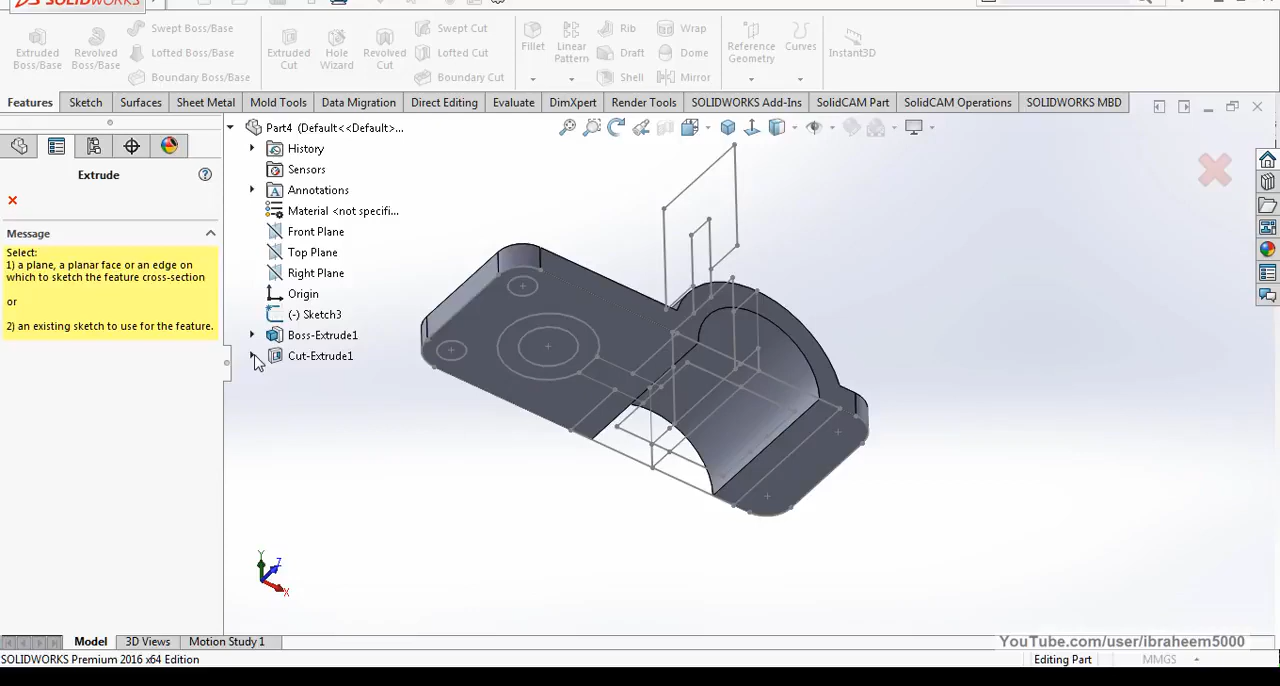 SOLIDWORKS
Extruded Boss/Base
Revolved Boss/Base
Swept Boss/Base
Lofted Boss/Base
Boundary Boss/Base
Extruded Cut
Hole Wizard
Revolved Cut
Swept Cut
Lofted Cut
Boundary Cut
Fillet
Linear Pattern
Rib
Draft
Shell
Wrap
Dome
Mirror
Reference Geometry
Curves
Instant3D
Features
Sketch
Surfaces
Sheet Metal
Mold Tools
Data Migration
Direct Editing
Evaluate
DimXpert
Render Tools
SOLIDWORKS Add-Ins
SolidCAM Part
SolidCAM Operations
SOLIDWORKS MBD
Extrude
Message
Select:
1) a plane, a planar face or an edge on
which to sketch the feature cross-section
or
2) an existing sketch to use for the feature.
Part4 (Default<<Default>...
History
Sensors
Annotations
Material <not specifi...
Front Plane
Top Plane
Right Plane
Origin
(-) Sketch3
Boss-Extrude1
Cut-Extrude1
Y
Z
X
Model
3D Views
Motion Study 1
YouTube.com/user/ibraheem5000
SOLIDWORKS Premium 2016 x64 Edition
Editing Part
MMGS